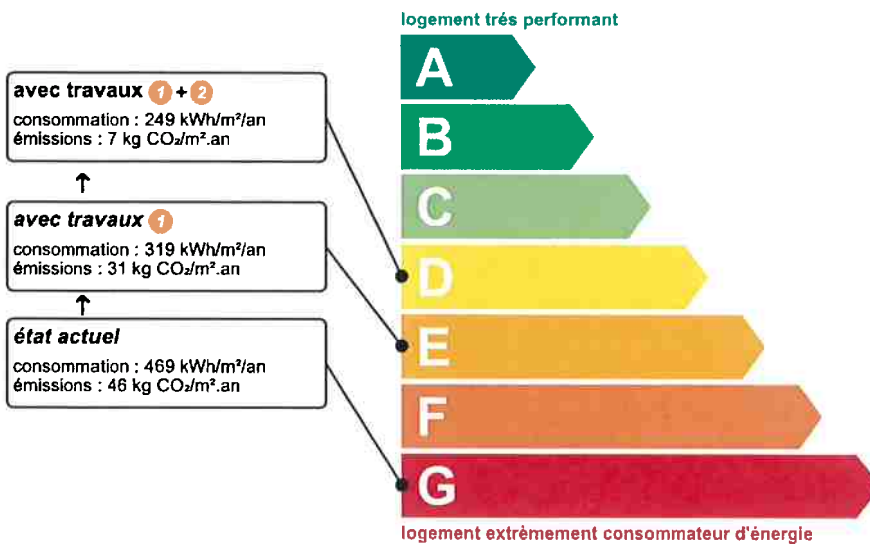 logement trés performant
A
B
C
D
E
F
G
logement extrèmement consommateur d'énergie
avec travaux 1 + 2
consommation : 249 kWh/m²/an
émissions : 7 kg CO₂/m².an
↑
avec travaux 1
consommation : 319 kWh/m²/an
émissions : 31 kg CO₂/m².an
↑
état actuel
consommation : 469 kWh/m²/an
émissions : 46 kg CO₂/m².an